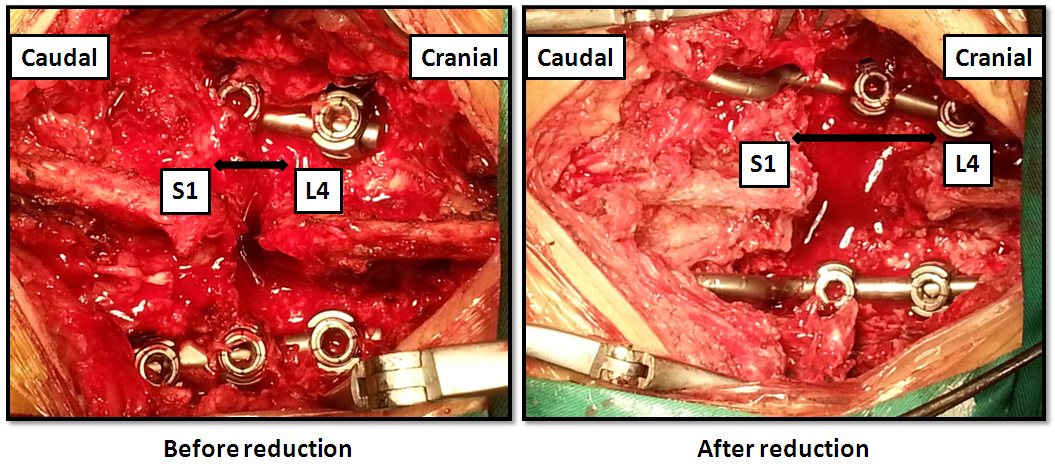 Caudal
Cranial
S1
L4
Before reduction
Caudal
Cranial
S1
L4
After reduction